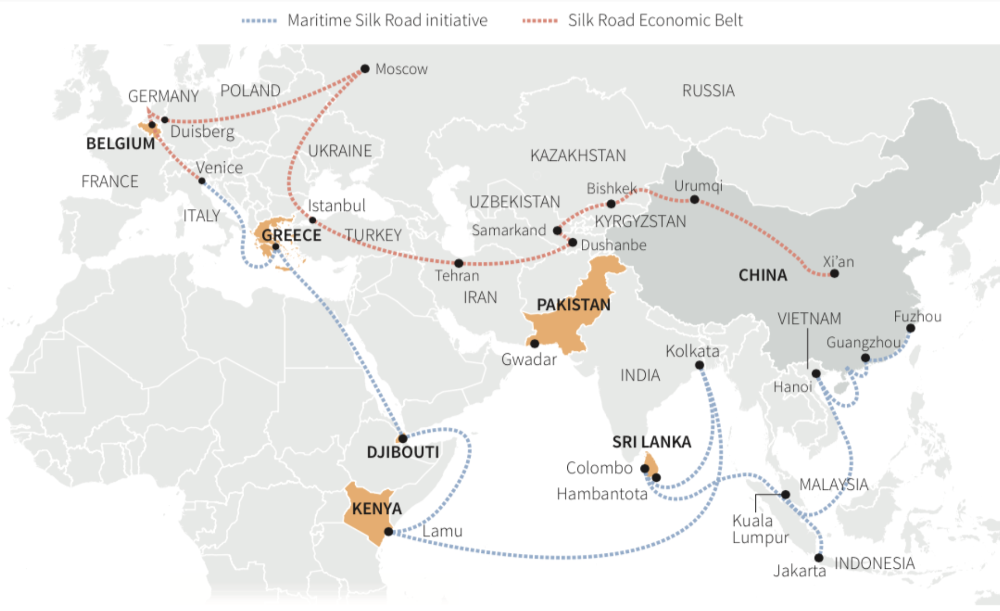 Maritime Silk Road initiative
Silk Road Economic Belt
Moscow
RUSSIA
GERMANY
POLAND
Duisberg
BELGIUM
UKRAINE
KAZAKHSTAN
Venice
FRANCE
Bishkek
Urumqi
UZBEKISTAN
Istanbul
ITALY
KYRGYZSTAN
GREECE
TURKEY
Samarkand
Dushanbe
Xi’an
Tehran
CHINA
IRAN
PAKISTAN
VIETNAM
Fuzhou
Guangzhou
Kolkata
Gwadar
INDIA
Hanoi
SRI LANKA
DJIBOUTI
Colombo
MALAYSIA
Hambantota
KENYA
Lamu
Kuala
Lumpur
INDONESIA
Jakarta